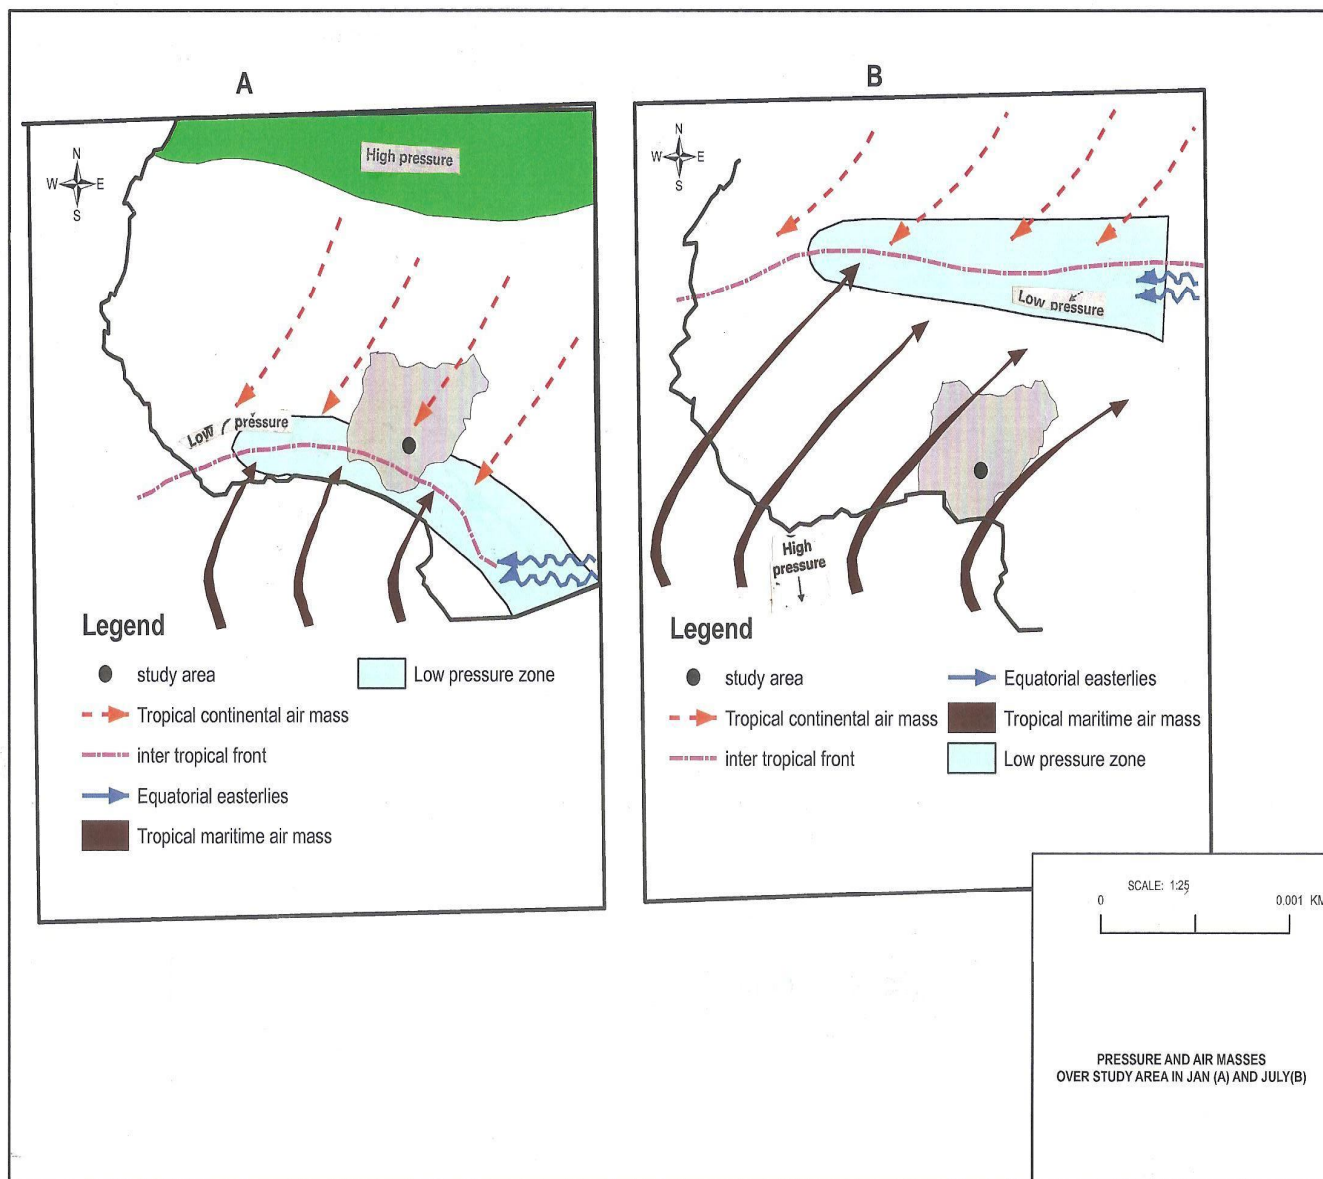 A
N
W E
S
High pressure
Low pressure
Legend
study area
Low pressure zone
Tropical continental air mass
inter tropical front
Equatorial easterlies
Tropical maritime air mass
B
N
W E
S
Low pressure
High
pressure
Legend
study area
Equatorial easterlies
Tropical continental air mass
Tropical maritime air mass
inter tropical front
Low pressure zone
SCALE: 1:25
0 0.001 KM
PRESSURE AND AIR MASSES
OVER STUDY AREA IN JAN (A) AND JULY(B)